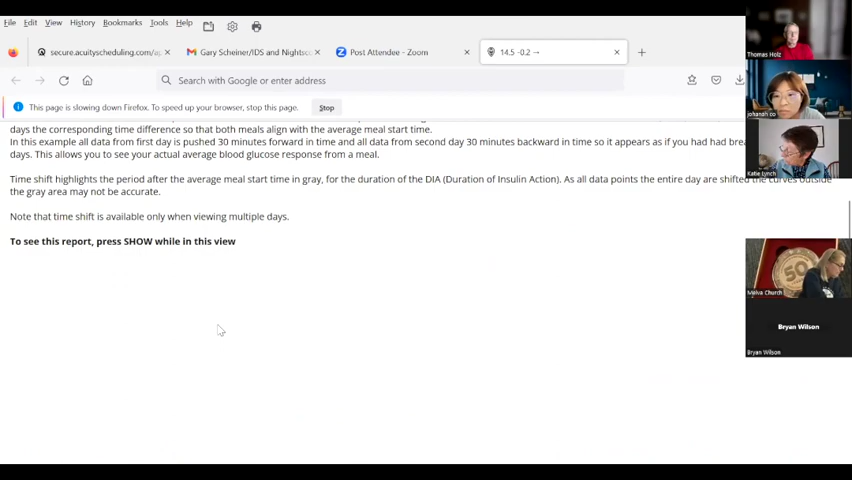 File Edit View History Bookmarks Tools Help
secure.acuityscheduling.com/ap
Gary Scheiner/IDS and Nightsco
Post Attendee - Zoom
14.5 -0.2 →
Search with Google or enter address
This page is slowing down Firefox. To speed up your browser, stop this page. Stop
days the corresponding time difference so that both meals align with the average meal start time.
In this example all data from first day is pushed 30 minutes forward in time and all data from second day 30 minutes backward in time so it appears as if you had had brea
days. This allows you to see your actual average blood glucose response from a meal.
Time shift highlights the period after the average meal start time in gray, for the duration of the DIA (Duration of Insulin Action). As all data points the entire day are shifted the curves outside
the gray area may not be accurate.
Note that time shift is available only when viewing multiple days.
To see this report, press SHOW while in this view
Thomas Holz
johanah co
Katie Lynch
50
Melva Church
Bryan Wilson
Bryan Wilson